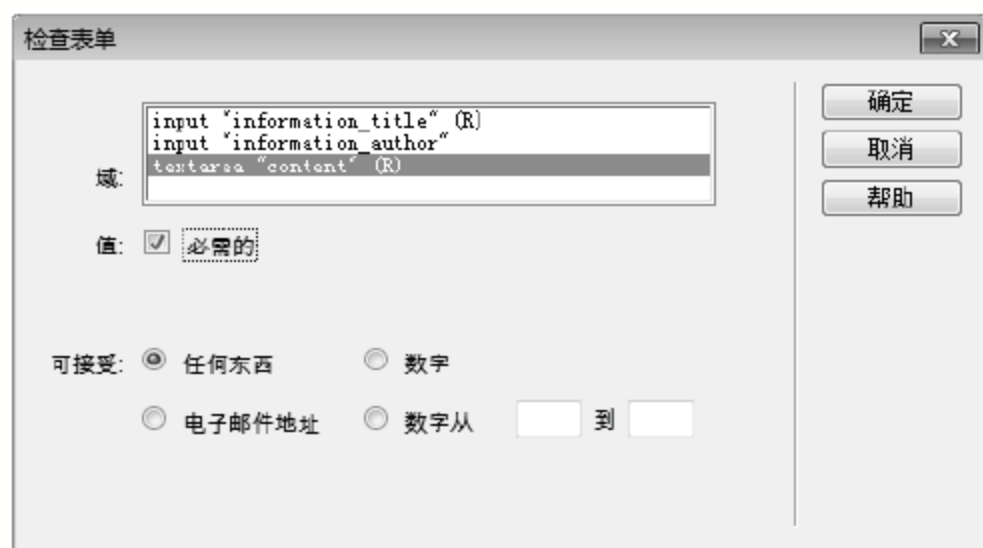 检查表单
input "information_title" (R)
input "information_author"
textarea "content" (R)
域:
值: 必需的
可接受: 任何东西 数字
电子邮件地址 数字从 到
确定
取消
帮助